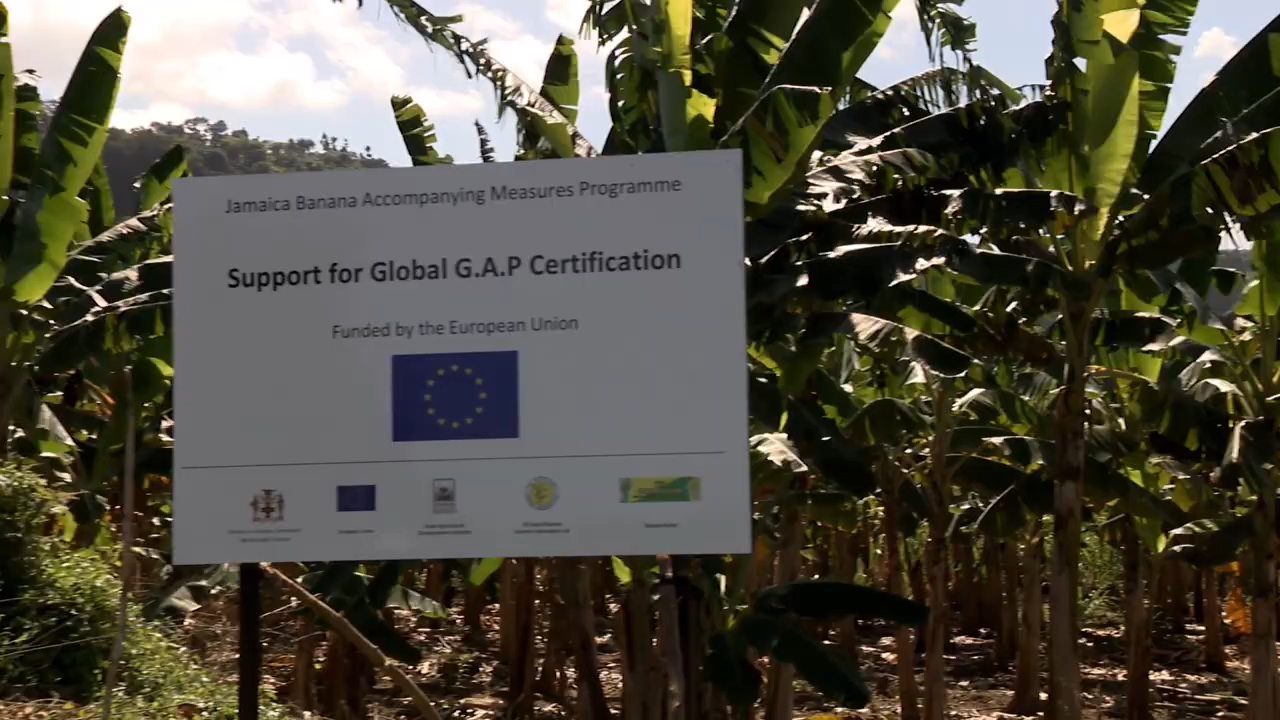 Jamaica Banana Accompanying Measures Programme
Support for Global G.A.P Certification
Funded by the European Union